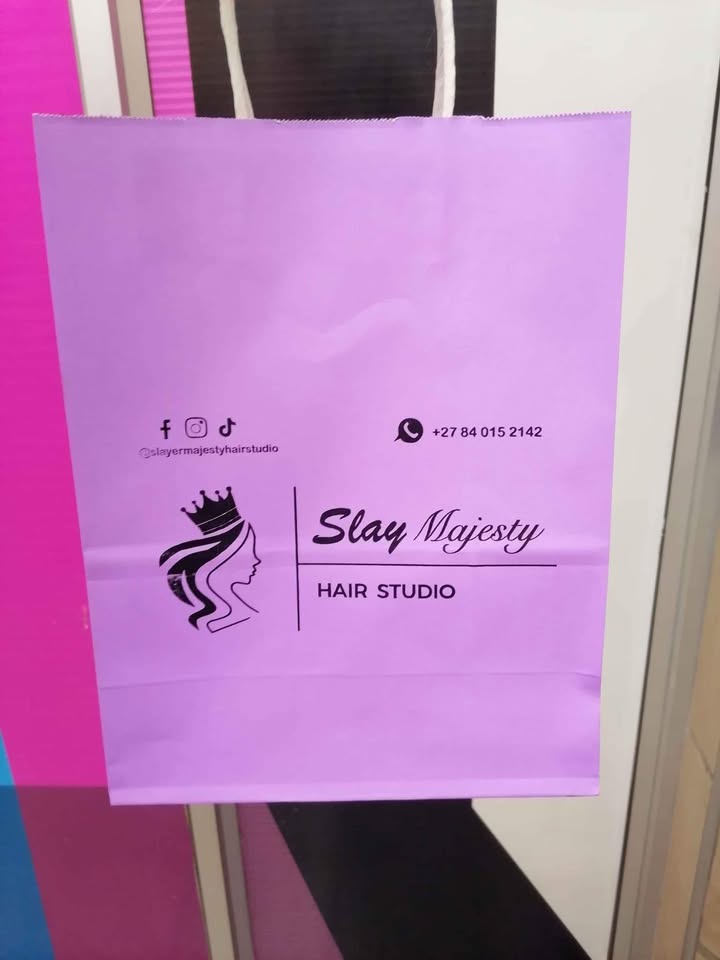 @slayermajestyhairstudio
+27 84 015 2142
Slay Majesty
HAIR STUDIO